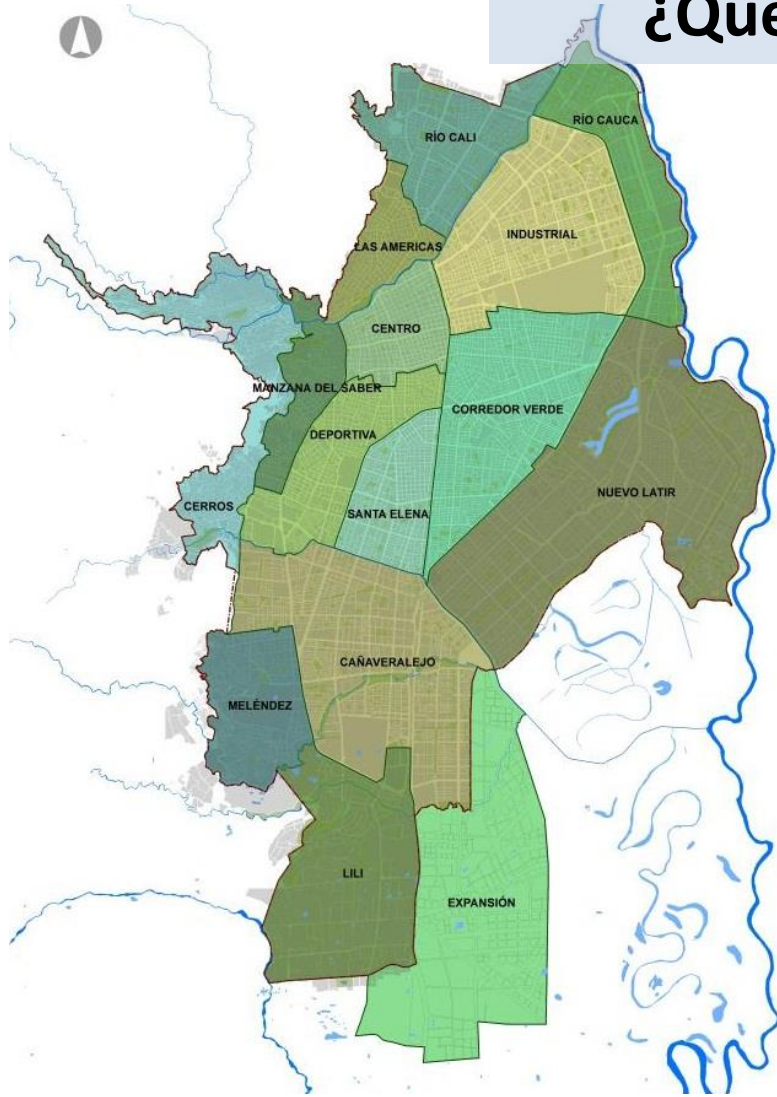 ¿Que
RÍO CAUCA
RÍO CALI
INDUSTRIAL
LAS AMERICAS
CENTRO
MANZANA DEL SABER
CORREDOR VERDE
DEPORTIVA
NUEVO LATIR
CERROS
SANTA ELENA
CAÑAVERALEJO
MELÉNDEZ
LILI
EXPANSIÓN